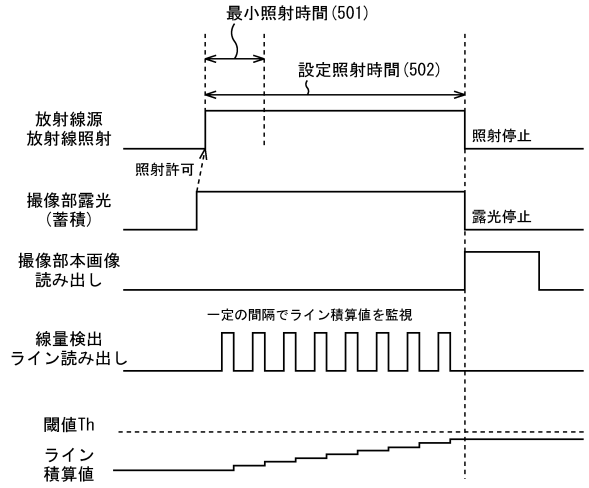 最小照射時間(501)
設定照射時間(502)
放射線源
放射線照射
照射停止
照射許可
撮像部露光
(蓄積)
露光停止
撮像部本画像
読み出し
一定の間隔でライン積算値を監視
線量検出
ライン読み出し
閾値Th
ライン
積算値